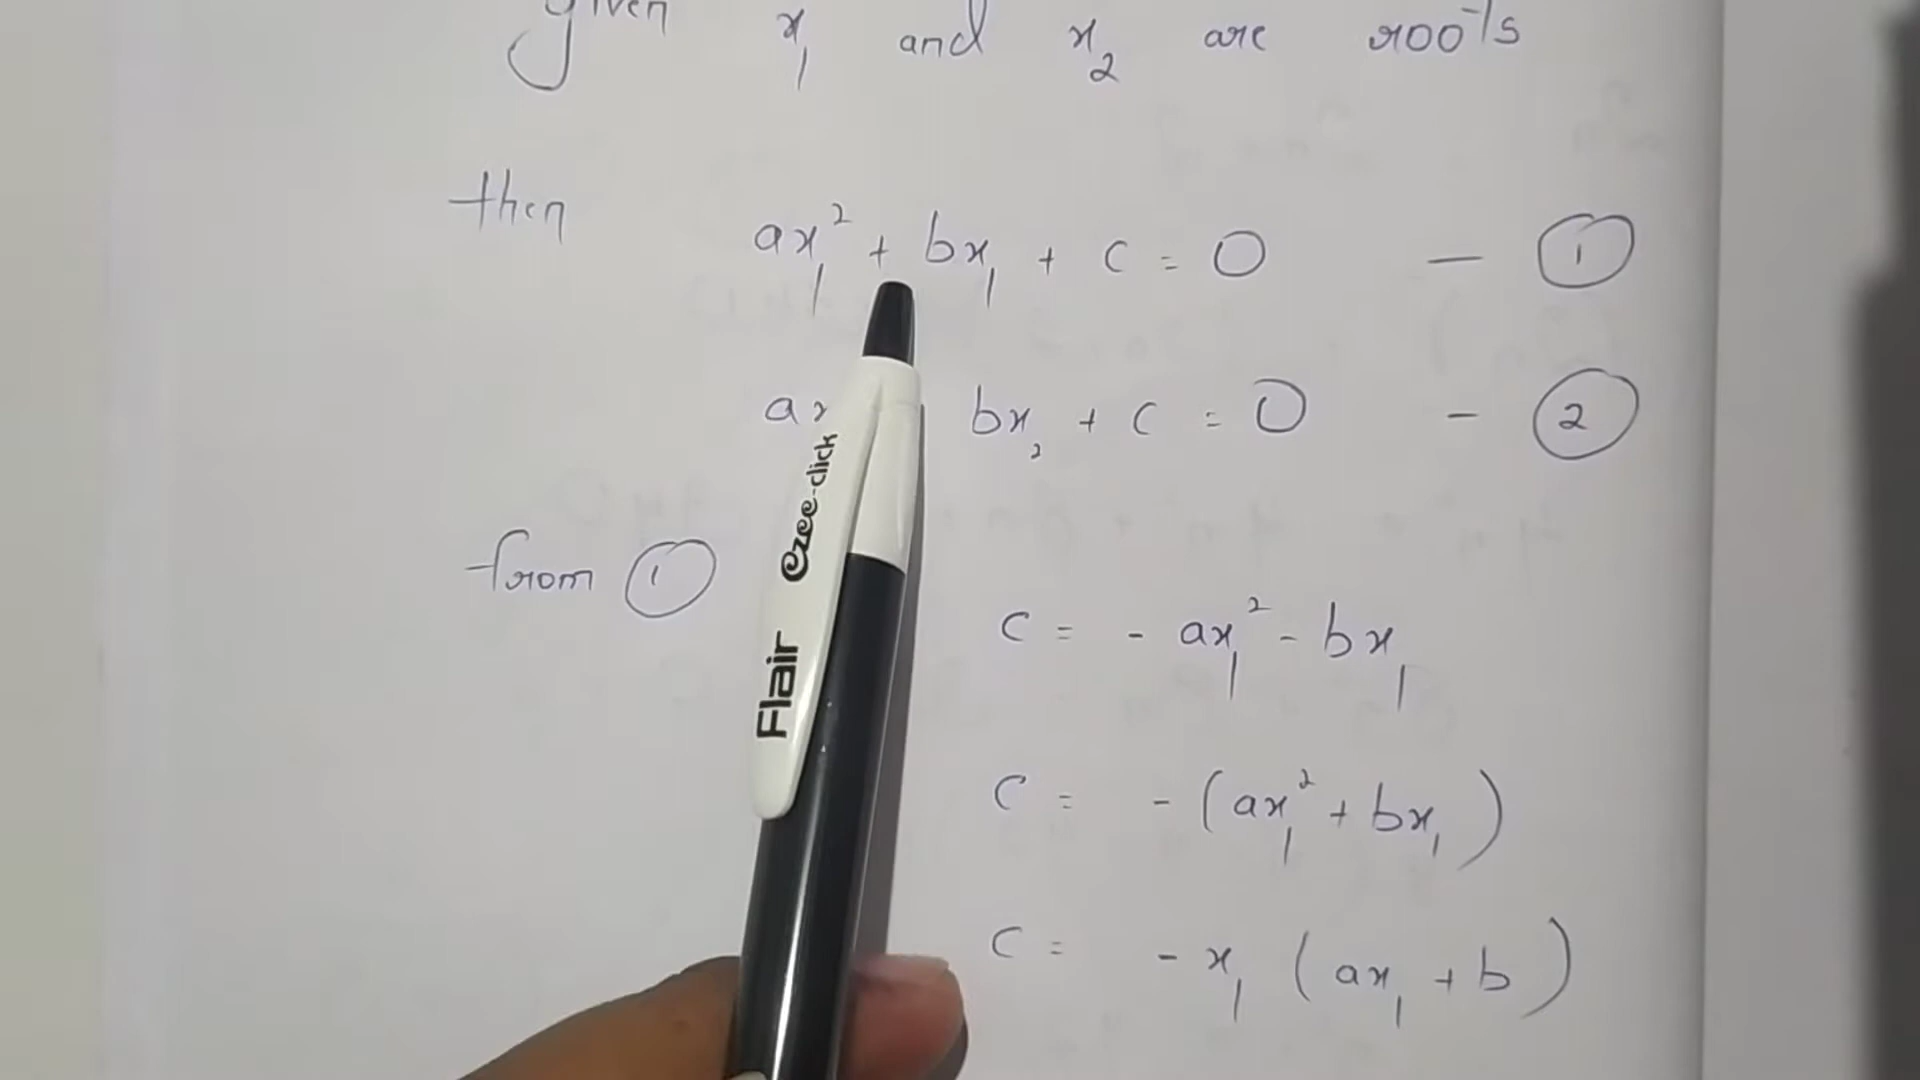 given x₁ and x₂ are roots
then ax₁² + bx₁ + c = 0 — ①
ax bx₂ + c = 0 - ②
from ①
c = - ax₁² - bx₁
c = - (ax₁² + bx₁)
c = - x₁ (ax₁ + b)
Flair Ezee-click